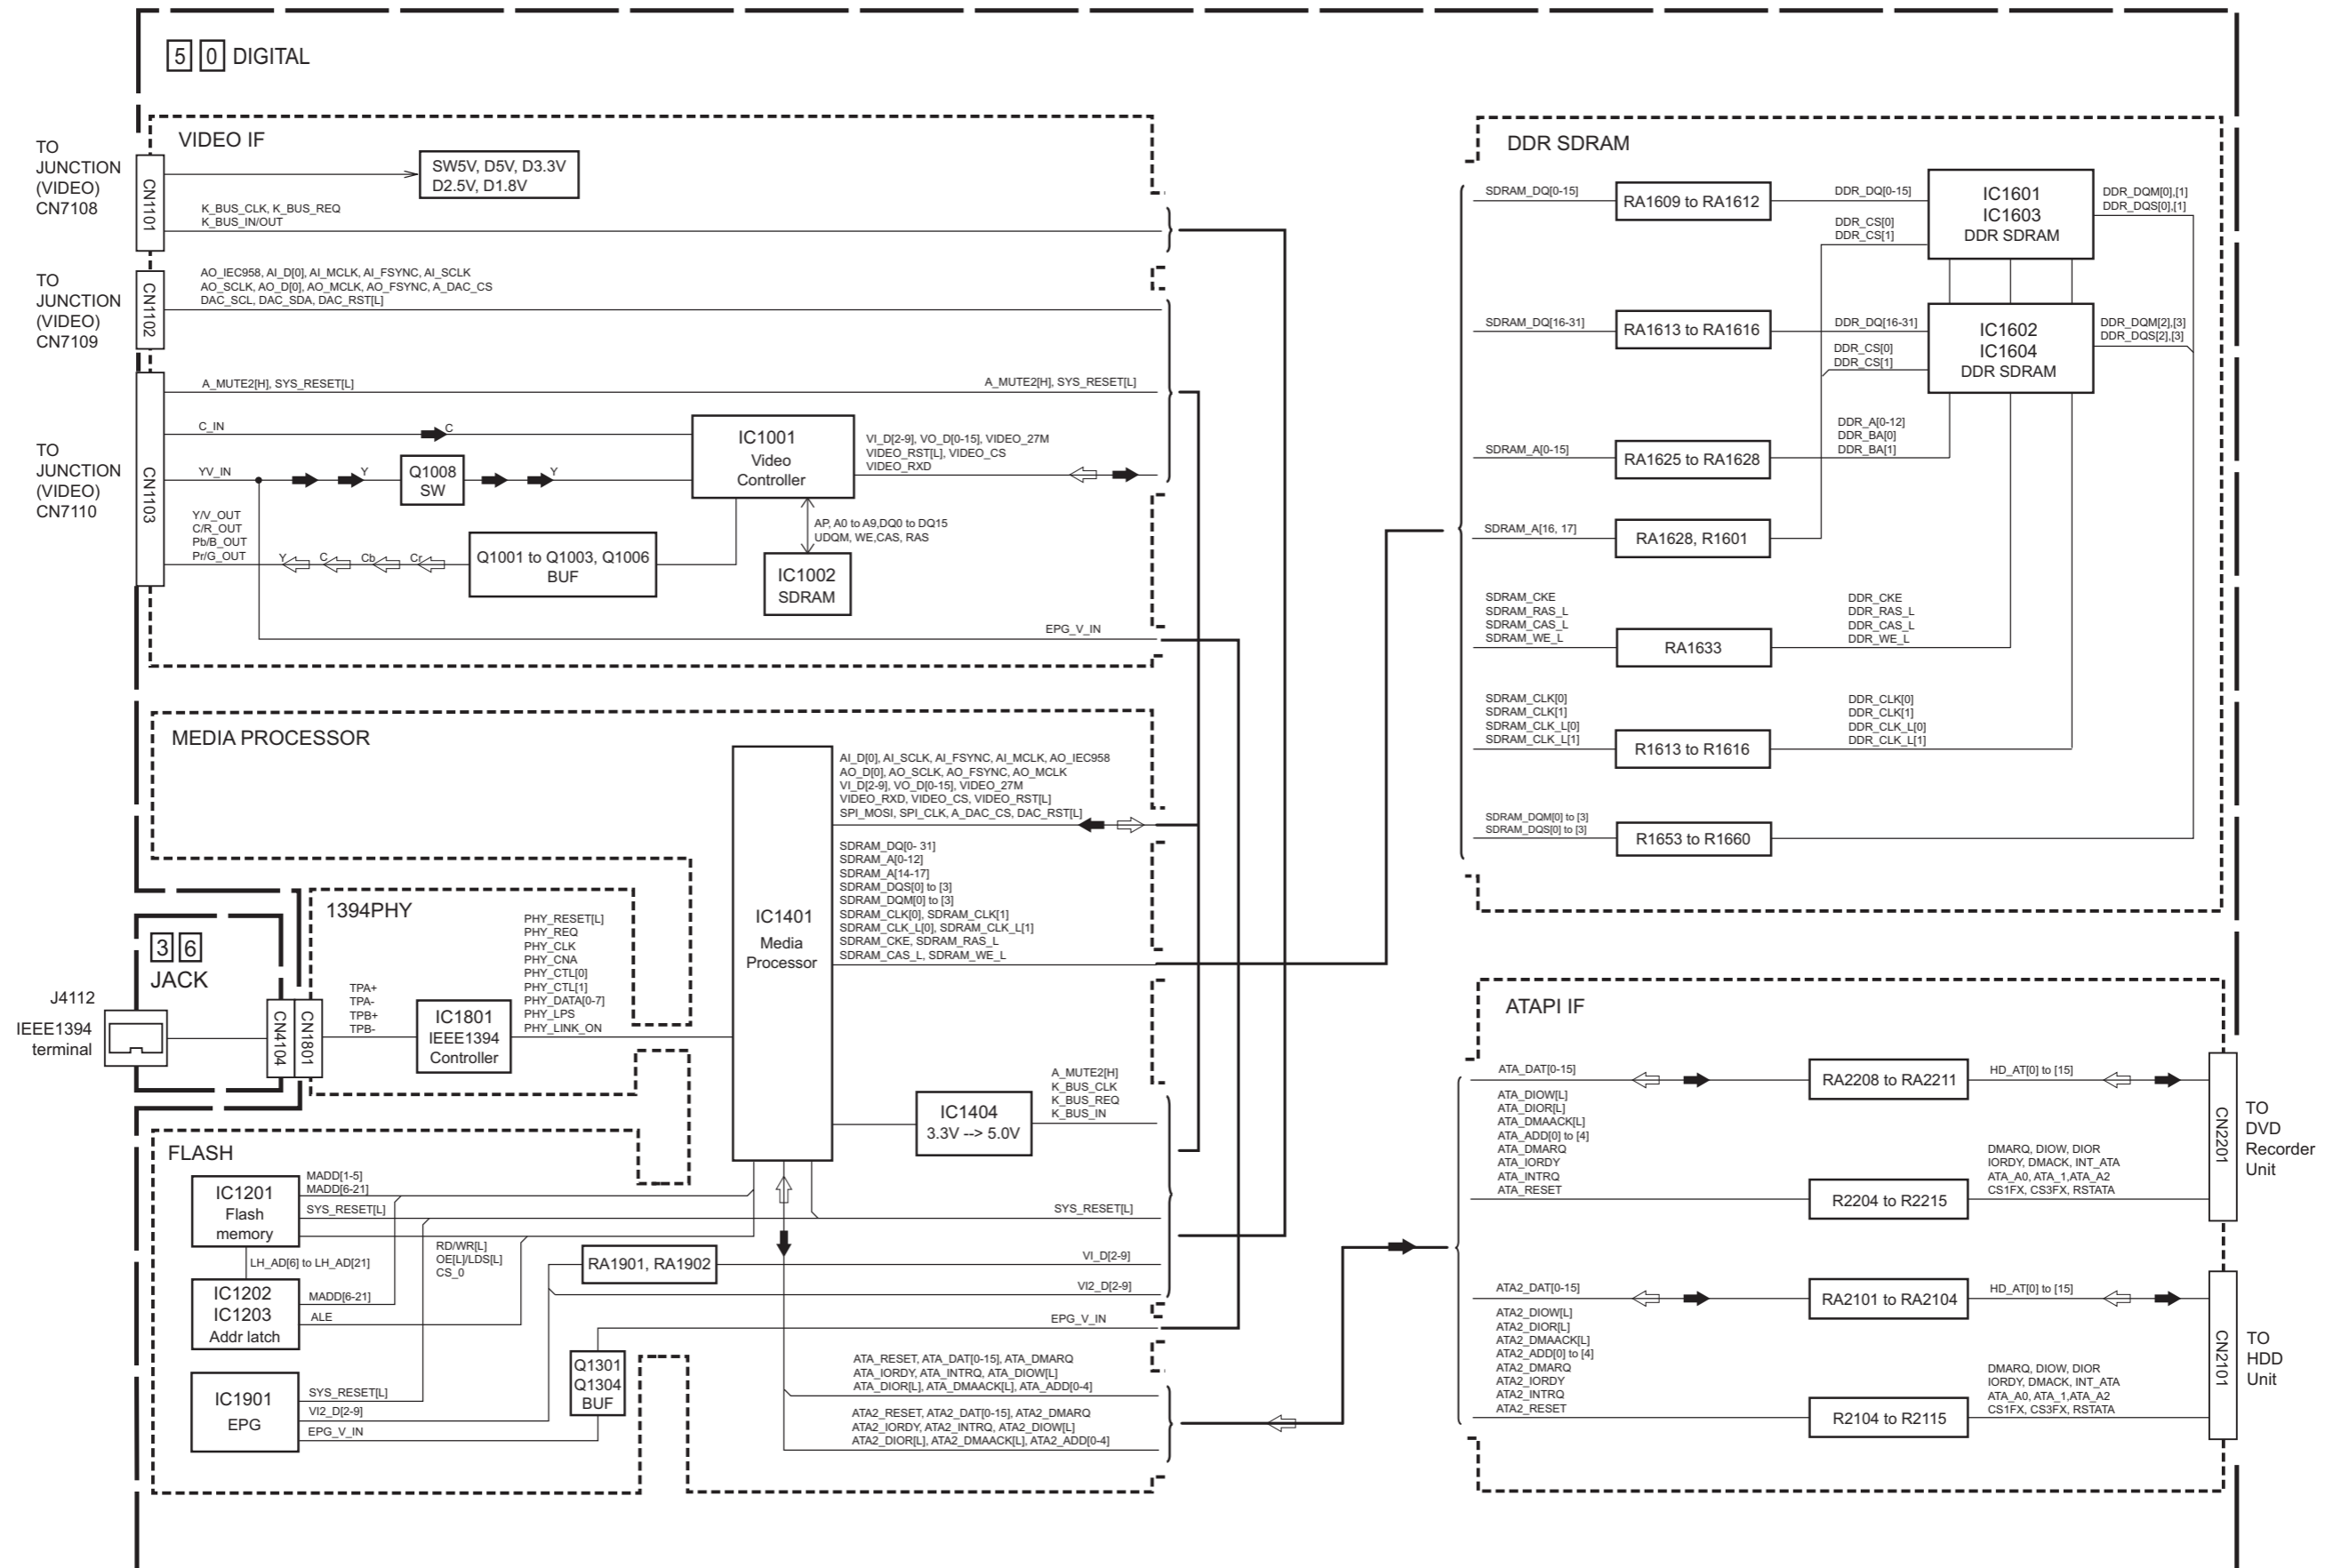 5 0 DIGITAL
VIDEO IF
TO
JUNCTION
(VIDEO)
CN7108
CN1101
SW5V, D5V, D3.3V
D2.5V, D1.8V
K_BUS_CLK, K_BUS_REQ
K_BUS_IN/OUT
TO
JUNCTION
(VIDEO)
CN7109
CN1102
AO_IEC958, AI_D[0], AI_MCLK, AI_FSYNC, AI_SCLK
AO_SCLK, AO_D[0], AO_MCLK, AO_FSYNC, A_DAC_CS
DAC_SCL, DAC_SDA, DAC_RST[L]
TO
JUNCTION
(VIDEO)
CN7110
CN1103
A_MUTE2[H], SYS_RESET[L]
A_MUTE2[H], SYS_RESET[L]
C_IN
C
YV_IN
Y
Q1008
SW
Y
IC1001
Video
Controller
VI_D[2-9], VO_D[0-15], VIDEO_27M
VIDEO_RST[L], VIDEO_CS
VIDEO_RXD
Y/V_OUT
C/R_OUT
Pb/B_OUT
Pr/G_OUT
Y C Cb Cr
Q1001 to Q1003, Q1006
BUF
AP, A0 to A9,DQ0 to DQ15
UDQM, WE,CAS, RAS
IC1002
SDRAM
EPG_V_IN
MEDIA PROCESSOR
IC1401
Media
Processor
AI_D[0], AI_SCLK, AI_FSYNC, AI_MCLK, AO_IEC958
AO_D[0], AO_SCLK, AO_FSYNC, AO_MCLK
VI_D[2-9], VO_D[0-15], VIDEO_27M
VIDEO_RXD, VIDEO_CS, VIDEO_RST[L]
SPI_MOSI, SPI_CLK, A_DAC_CS, DAC_RST[L]
SDRAM_DQ[0- 31]
SDRAM_A[0-12]
SDRAM_A[14-17]
SDRAM_DQS[0] to [3]
SDRAM_DQM[0] to [3]
SDRAM_CLK[0], SDRAM_CLK[1]
SDRAM_CLK_L[0], SDRAM_CLK_L[1]
SDRAM_CKE, SDRAM_RAS_L
SDRAM_CAS_L, SDRAM_WE_L
IC1404
3.3V --> 5.0V
A_MUTE2[H]
K_BUS_CLK
K_BUS_REQ
K_BUS_IN
1394PHY
3 6
JACK
J4112
IEEE1394
terminal
CN4104
CN1801
TPA+
TPA-
TPB+
TPB-
IC1801
IEEE1394
Controller
PHY_RESET[L]
PHY_REQ
PHY_CLK
PHY_CNA
PHY_CTL[0]
PHY_CTL[1]
PHY_DATA[0-7]
PHY_LPS
PHY_LINK_ON
FLASH
IC1201
Flash
memory
MADD[1-5]
MADD[6-21]
SYS_RESET[L]
SYS_RESET[L]
RD/WR[L]
OE[L]/LDS[L]
CS_0
LH_AD[6] to LH_AD[21]
IC1202
IC1203
Addr latch
MADD[6-21]
ALE
RA1901, RA1902
VI_D[2-9]
VI2_D[2-9]
EPG_V_IN
IC1901
EPG
SYS_RESET[L]
VI2_D[2-9]
EPG_V_IN
Q1301
Q1304
BUF
ATA_RESET, ATA_DAT[0-15], ATA_DMARQ
ATA_IORDY, ATA_INTRQ, ATA_DIOW[L]
ATA_DIOR[L], ATA_DMAACK[L], ATA_ADD[0-4]
ATA2_RESET, ATA2_DAT[0-15], ATA2_DMARQ
ATA2_IORDY, ATA2_INTRQ, ATA2_DIOW[L]
ATA2_DIOR[L], ATA2_DMAACK[L], ATA2_ADD[0-4]
DDR SDRAM
SDRAM_DQ[0-15]
RA1609 to RA1612
DDR_DQ[0-15]
DDR_CS[0]
DDR_CS[1]
IC1601
IC1603
DDR SDRAM
DDR_DQM[0],[1]
DDR_DQS[0],[1]
SDRAM_DQ[16-31]
RA1613 to RA1616
DDR_DQ[16-31]
DDR_CS[0]
DDR_CS[1]
IC1602
IC1604
DDR SDRAM
DDR_DQM[2],[3]
DDR_DQS[2],[3]
SDRAM_A[0-15]
RA1625 to RA1628
DDR_A[0-12]
DDR_BA[0]
DDR_BA[1]
SDRAM_A[16, 17]
RA1628, R1601
SDRAM_CKE
SDRAM_RAS_L
SDRAM_CAS_L
SDRAM_WE_L
RA1633
DDR_CKE
DDR_RAS_L
DDR_CAS_L
DDR_WE_L
SDRAM_CLK[0]
SDRAM_CLK[1]
SDRAM_CLK_L[0]
SDRAM_CLK_L[1]
R1613 to R1616
DDR_CLK[0]
DDR_CLK[1]
DDR_CLK_L[0]
DDR_CLK_L[1]
SDRAM_DQM[0] to [3]
SDRAM_DQS[0] to [3]
R1653 to R1660
ATAPI IF
ATA_DAT[0-15]
RA2208 to RA2211
HD_AT[0] to [15]
ATA_DIOW[L]
ATA_DIOR[L]
ATA_DMAACK[L]
ATA_ADD[0] to [4]
ATA_DMARQ
ATA_IORDY
ATA_INTRQ
ATA_RESET
R2204 to R2215
DMARQ, DIOW, DIOR
IORDY, DMACK, INT_ATA
ATA_A0, ATA_1,ATA_A2
CS1FX, CS3FX, RSTATA
CN2201
TO
DVD
Recorder
Unit
ATA2_DAT[0-15]
RA2101 to RA2104
HD_AT[0] to [15]
ATA2_DIOW[L]
ATA2_DIOR[L]
ATA2_DMAACK[L]
ATA2_ADD[0] to [4]
ATA2_DMARQ
ATA2_IORDY
ATA2_INTRQ
ATA2_RESET
R2104 to R2115
DMARQ, DIOW, DIOR
IORDY, DMACK, INT_ATA
ATA_A0, ATA_1,ATA_A2
CS1FX, CS3FX, RSTATA
CN2101
TO
HDD
Unit